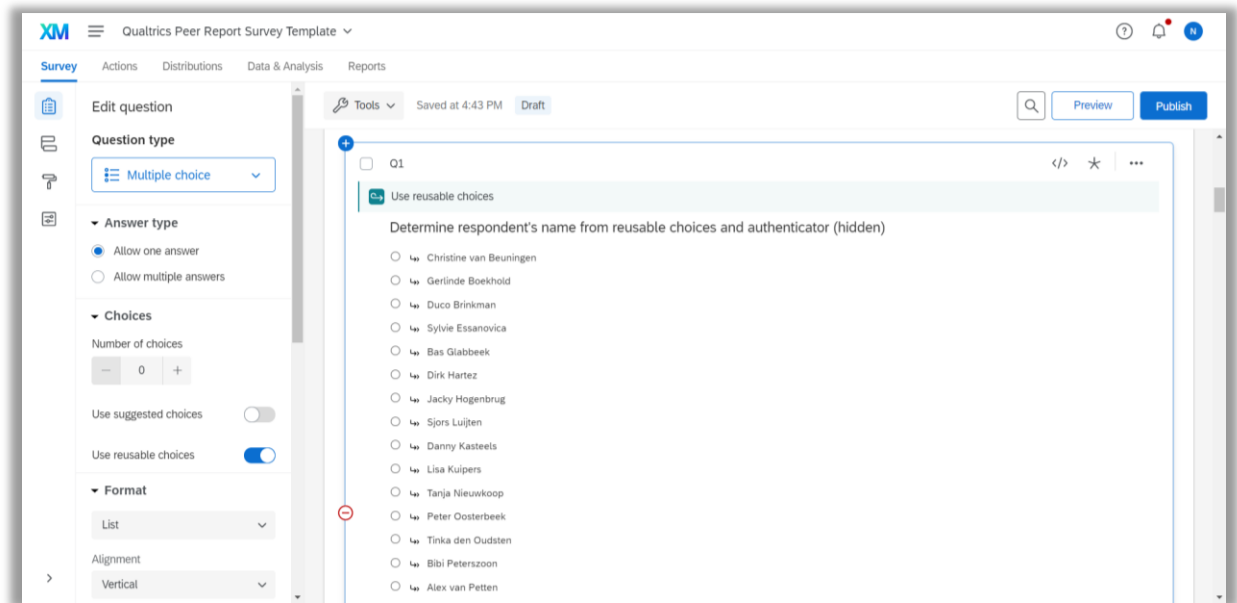 XM Qualtrics Peer Report Survey Template N
Survey Actions Distributions Data & Analysis Reports
Edit question
Question type
Multiple choice
Answer type
Allow one answer
Allow multiple answers
Choices
Number of choices
0
Use suggested choices
Use reusable choices
Format
List
Alignment
Vertical
Tools Saved at 4:43 PM Draft Preview Publish
Q1
Use reusable choices
Determine respondent's name from reusable choices and authenticator (hidden)
Christine van Beuningen
Gerlinde Boekhold
Duco Brinkman
Sylvie Essanovica
Bas Glabbeek
Dirk Hartez
Jacky Hogenbrug
Sjors Luijten
Danny Kasteels
Lisa Kuipers
Tanja Nieuwkoop
Peter Oosterbeek
Tinka den Oudsten
Bibi Peterszoon
Alex van Petten